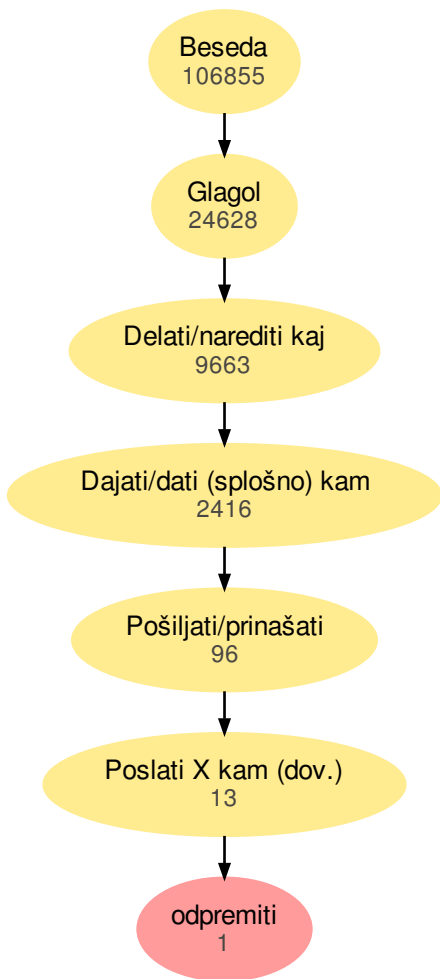 Beseda
106855
Glagol
24628
Delati/narediti kaj
9663
Dajati/dati (splošno) kam
2416
Pošiljati/prinašati
96
Poslati X kam (dov.)
13
odpremiti
1